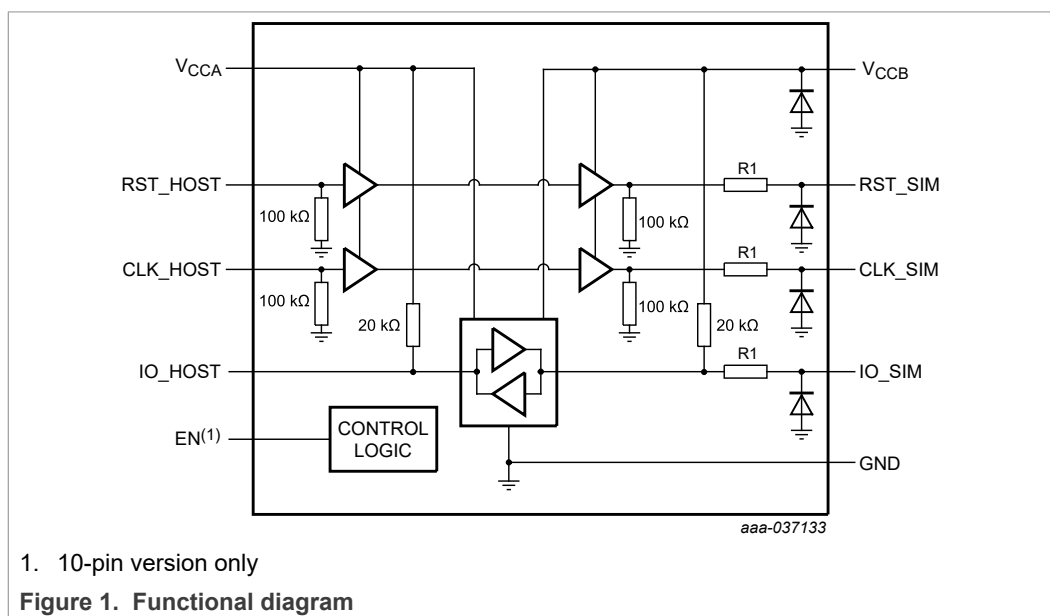 VCCA
VCCB
R1
RST_HOST
RST_SIM
100 kΩ
100 kΩ
R1
CLK_HOST
CLK_SIM
100 kΩ
100 kΩ
20 kΩ
20 kΩ
R1
IO_HOST
IO_SIM
EN(1)
CONTROL
LOGIC
GND
aaa-037133
1. 10-pin version only
Figure 1. Functional diagram